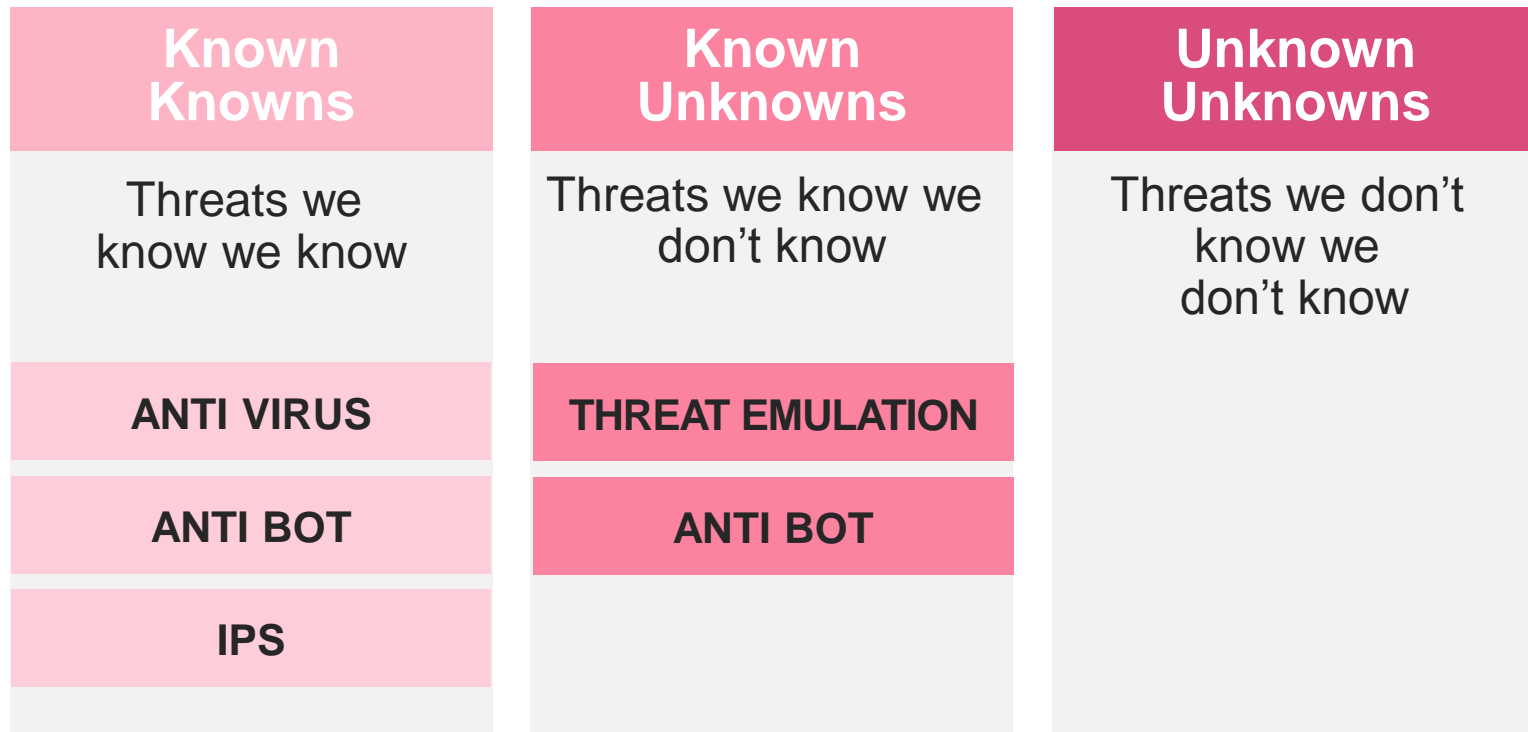 Known
Knowns
Threats we
know we know
ANTI VIRUS
ANTI BOT
IPS
Known
Unknowns
Threats we know we
don’t know
THREAT EMULATION
ANTI BOT
Unknown
Unknowns
Threats we don’t
know we
don’t know